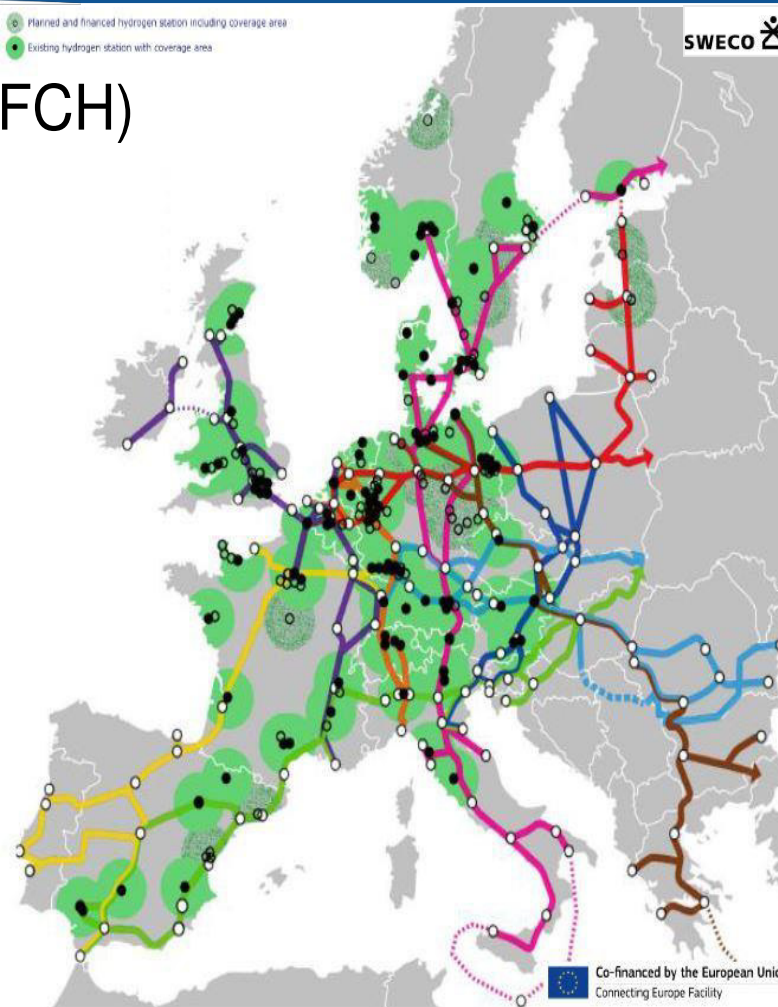 Planned and financed hydrogen station including coverage area
Existing hydrogen station with coverage area
SWECO
FCH)
Co-financed by the European Unio
Connecting Europe Facility